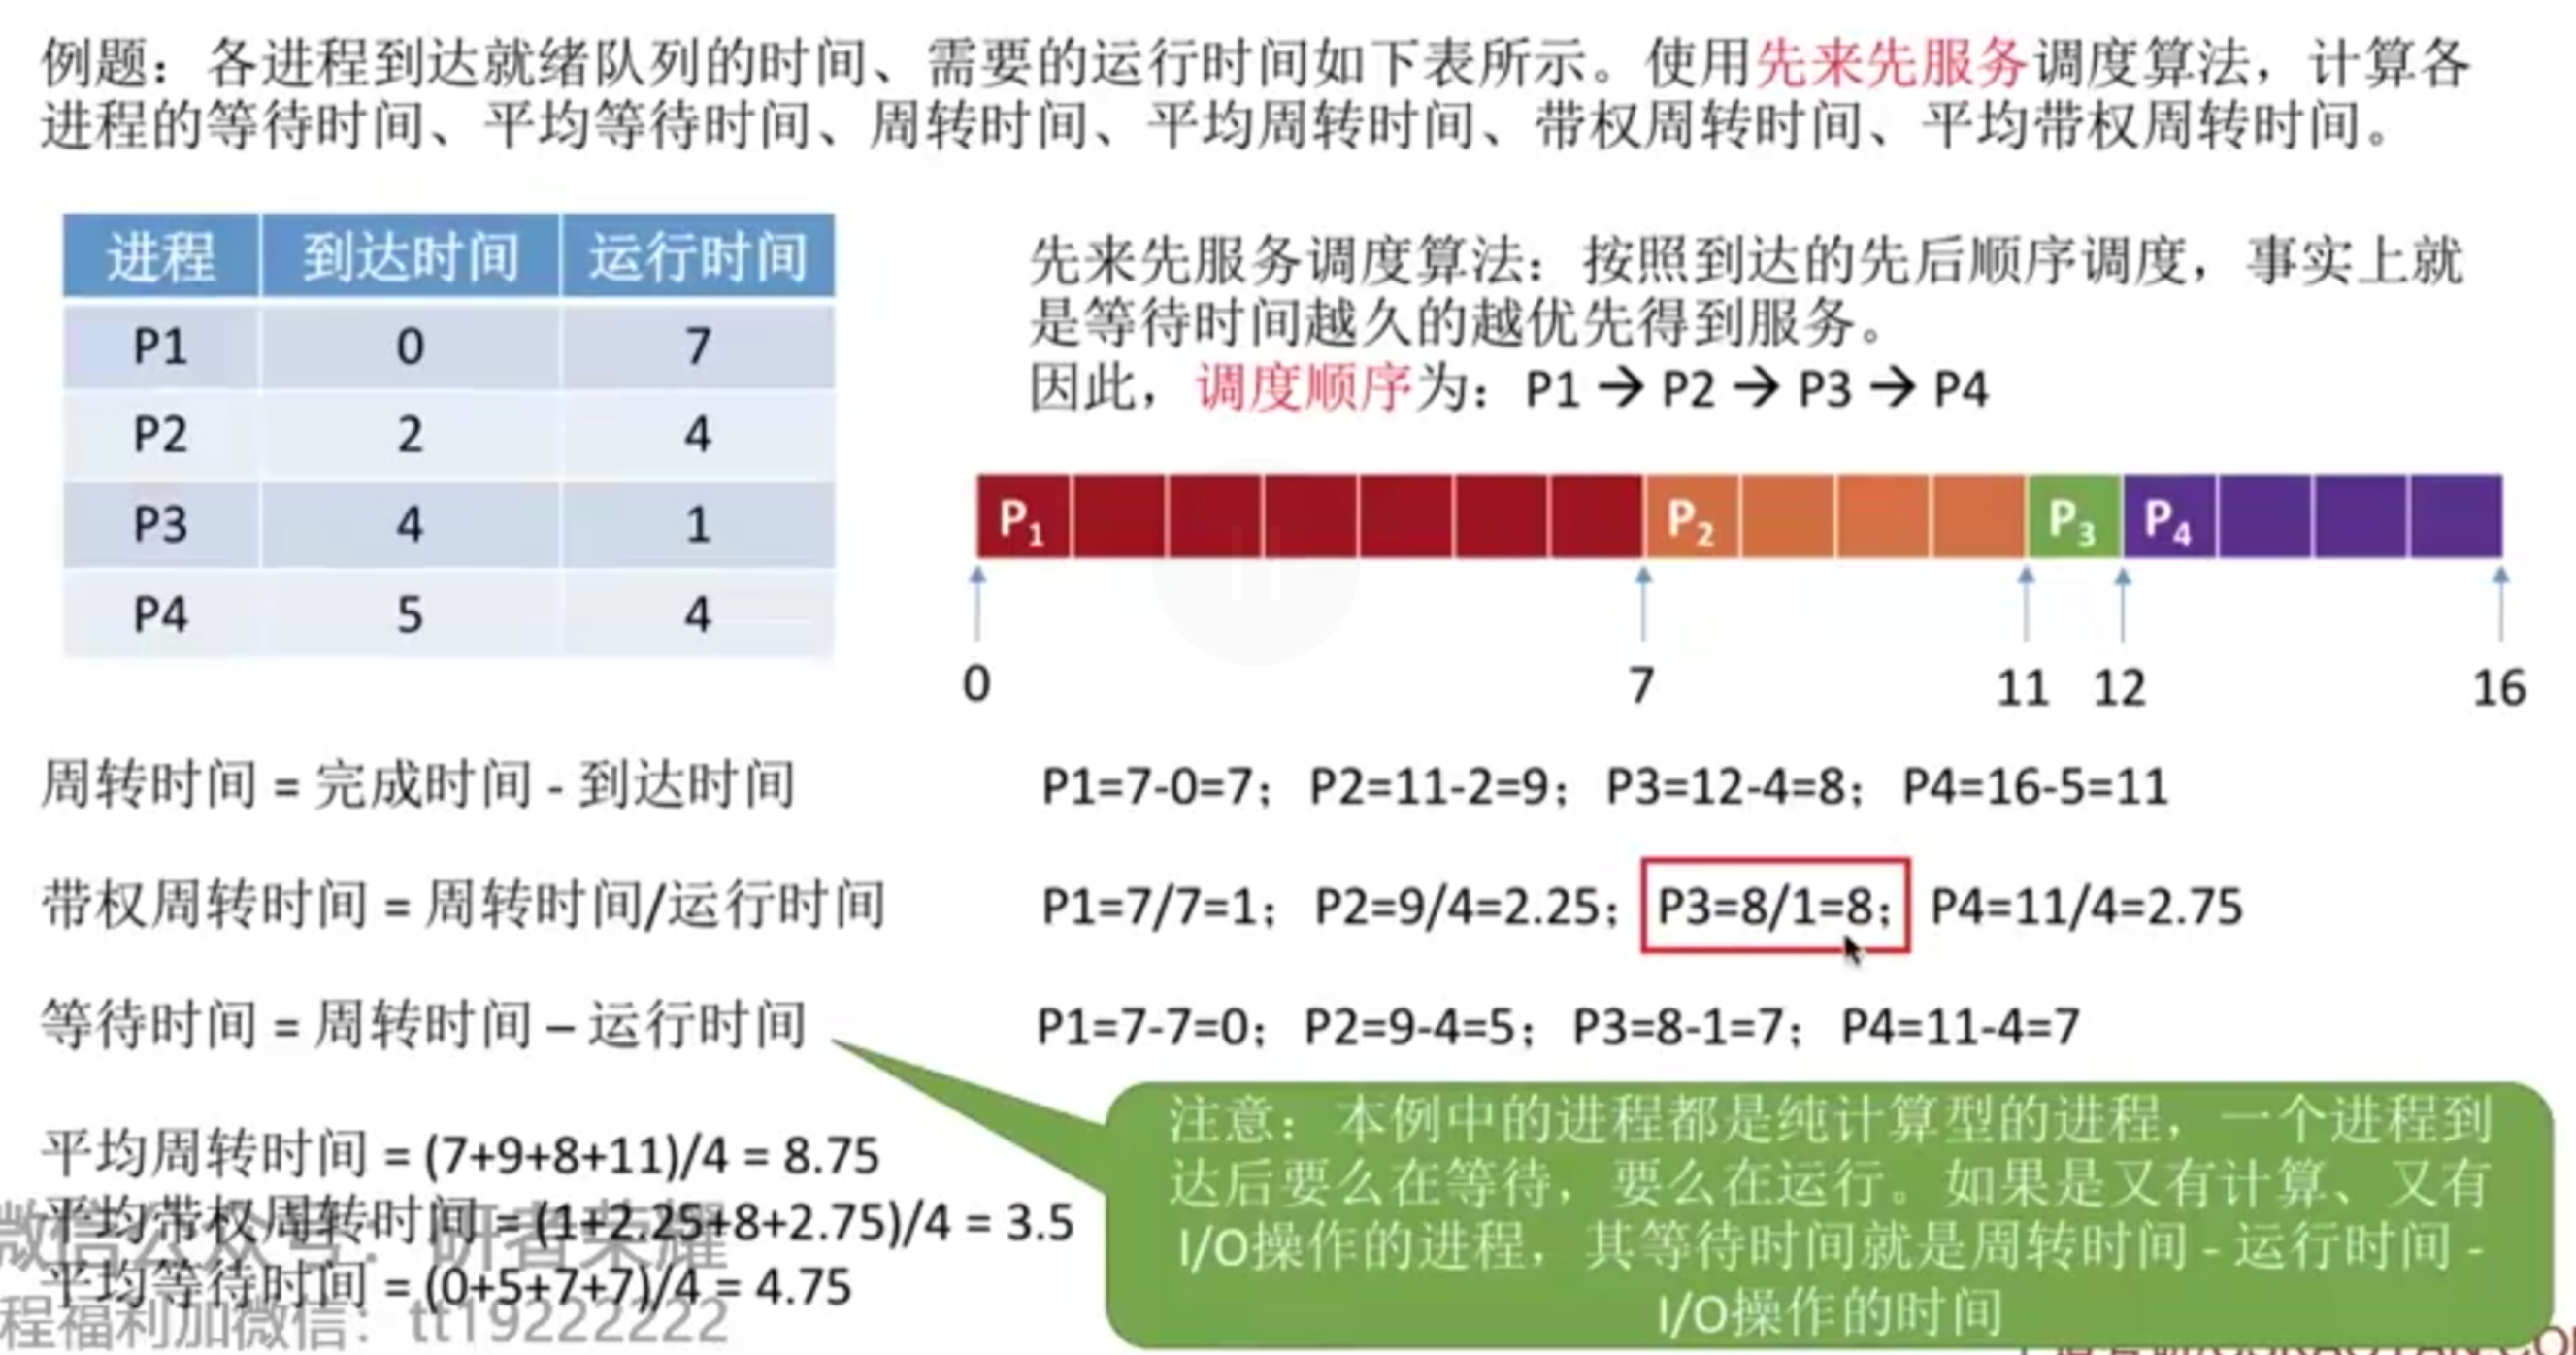 例题：各进程到达就绪队列的时间、需要的运行时间如下表所示。使用先来先服务调度算法，计算各
进程的等待时间、平均等待时间、周转时间、平均周转时间、带权周转时间、平均带权周转时间。
进程 到达时间 运行时间
P1 0 7
P2 2 4
P3 4 1
P4 5 4
先来先服务调度算法：按照到达的先后顺序调度，事实上就
是等待时间越久的越优先得到服务。
因此，调度顺序为：P1 → P2 → P3 → P4
P1 P2 P3 P4
0 7 11 12 16
周转时间 = 完成时间 - 到达时间
P1=7-0=7；P2=11-2=9；P3=12-4=8；P4=16-5=11
带权周转时间 = 周转时间/运行时间
P1=7/7=1；P2=9/4=2.25；P3=8/1=8；P4=11/4=2.75
等待时间 = 周转时间 – 运行时间
P1=7-7=0；P2=9-4=5；P3=8-1=7；P4=11-4=7
平均周转时间 = (7+9+8+11)/4 = 8.75
平均带权周转时间 = (1+2.25+8+2.75)/4 = 3.5
平均等待时间 = (0+5+7+7)/4 = 4.75
注意：本例中的进程都是纯计算型的进程，一个进程到
达后要么在等待，要么在运行。如果是又有计算、又有
I/O操作的进程，其等待时间就是周转时间 - 运行时间 -
I/O操作的时间
微信公众号：研者荣耀
程福利加微信：tt19222222